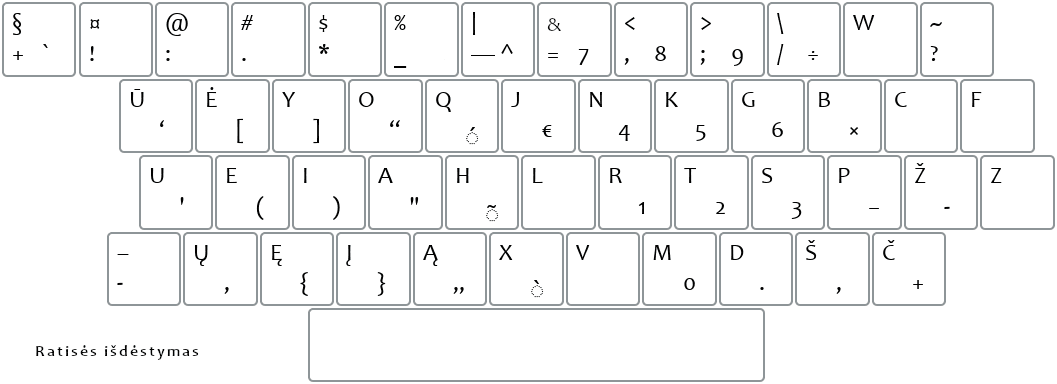 § ¤ @ # $ % | & < > \ W ~
+ ` ! : . * _ — ^ = 7 , 8 ; 9 / ÷ ?
Ū Ė Y O Q J N K G B C F
‘ [ ] “ ◌́ € 4 5 6 ×
U E I A H L R T S P Ž Z
' ( ) " ◌̃ 1 2 3 – -
– Ų Ę Į Ą X V M D Š Č
- , { } „ ◌̀ 0 . , +
Ratisės išdėstymas